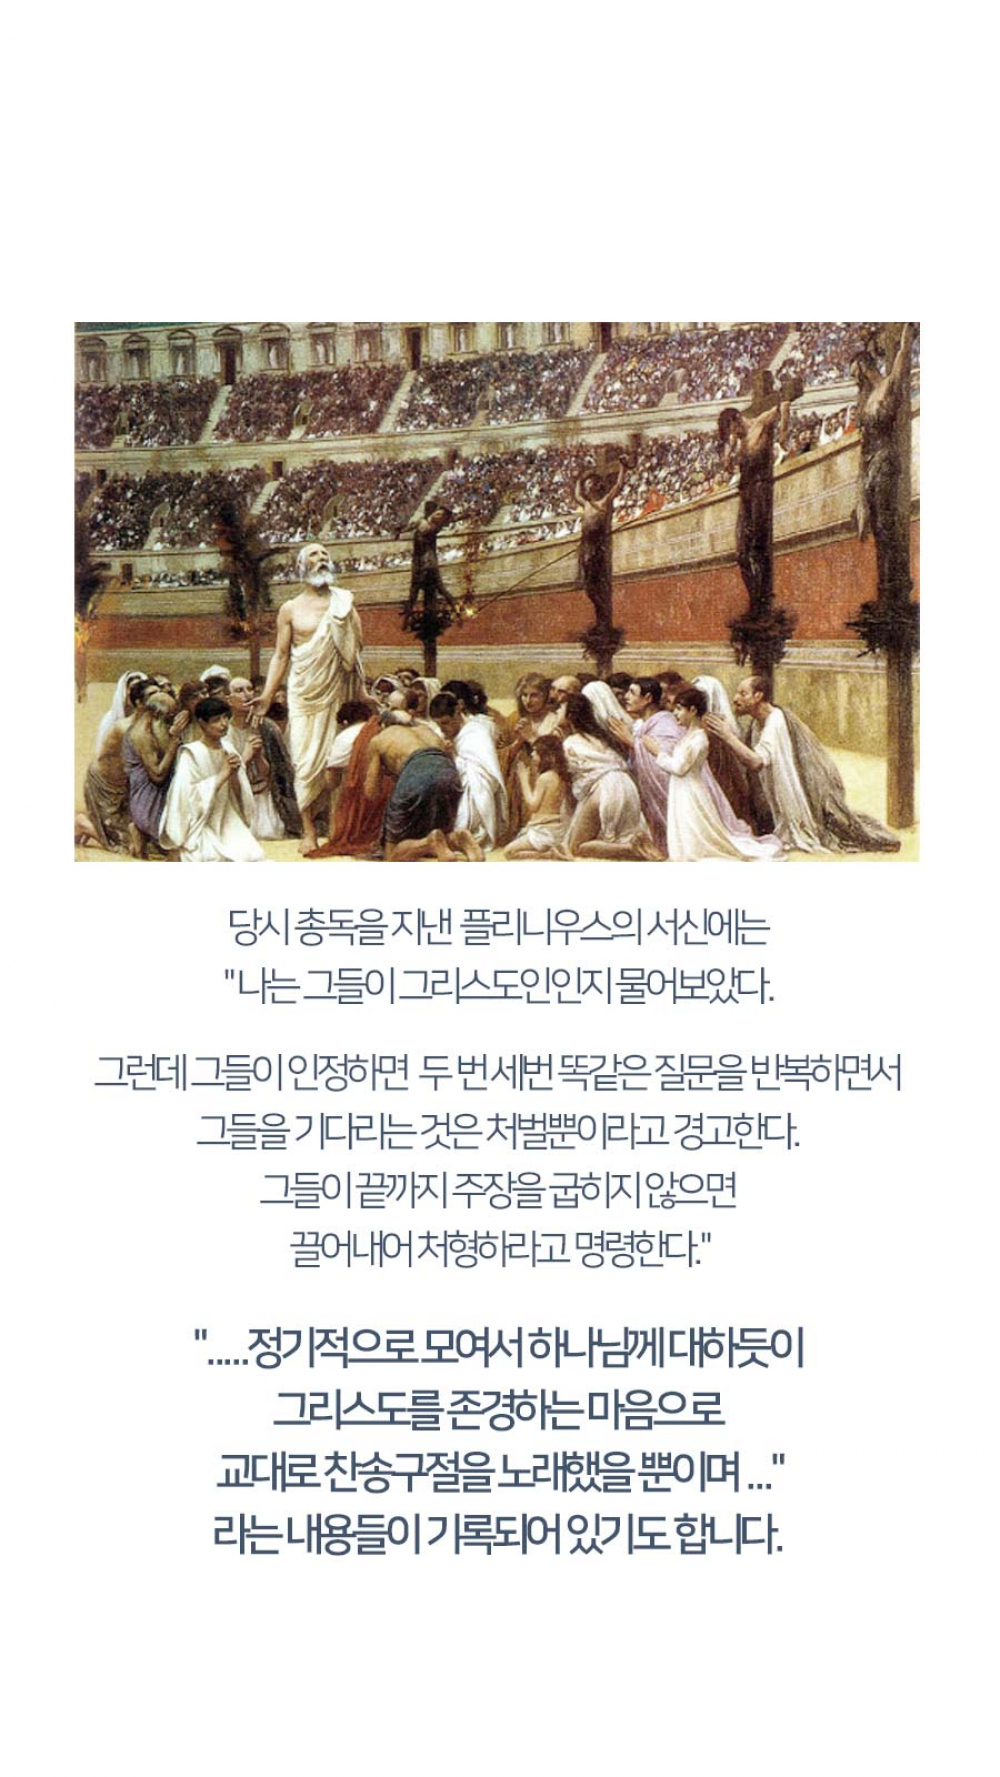 당시 총독을 지낸 플리니우스의 서신에는
"나는 그들이 그리스도인인지 물어보았다.
그런데 그들이 인정하면 두 번 세번 똑같은 질문을 반복하면서
그들을 기다리는 것은 처벌뿐이라고 경고한다.
그들이 끝까지 주장을 굽히지 않으면
끌어내어 처형하라고 명령한다."
".....정기적으로 모여서 하나님께 대하듯이
그리스도를 존경하는 마음으로
교대로 찬송구절을 노래했을 뿐이며 ..."
라는 내용들이 기록되어 있기도 합니다.